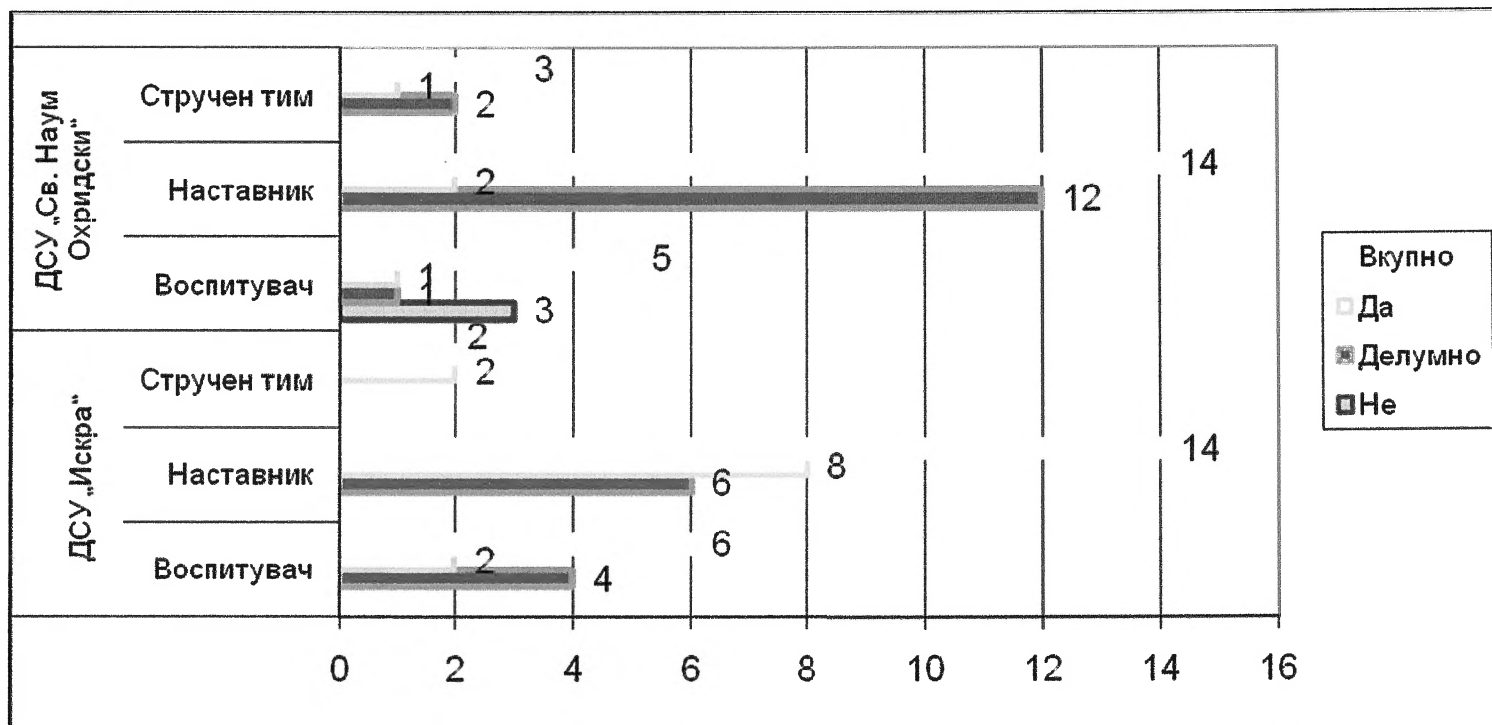 ДСУ „Св. Наум
Охридски“
Стручен тим
3
1
2
Наставник
14
2
12
Воспитувач
5
1
1
3
ДСУ „Искра“
Стручен тим
2
2
Наставник
14
8
6
Воспитувач
6
2
4
0 2 4 6 8 10 12 14 16
Вкупно
Да
Делумно
Не